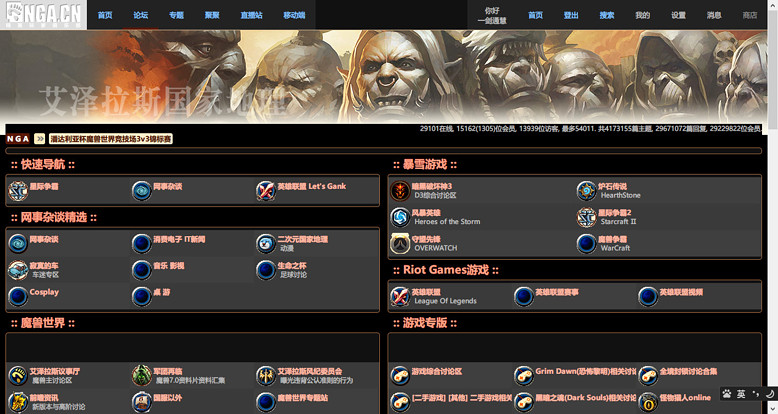 NGA.CN
首页 论坛 专题 聚聚 直播站 移动端
你好
一剑通慧
首页 登出 搜索 我的 设置 消息 商店
艾泽拉斯国家地理
29101在线, 15162(1305)位会员, 13939位访客, 最多54011. 共4173155篇主题, 29671072篇回复, 29229822位会员
NGA » 潘达利亚杯魔兽世界竞技场3v3锦标赛
:: 快速导航 ::
星际争霸 网事杂谈 英雄联盟 Let's Gank
:: 网事杂谈精选 ::
网事杂谈 消费电子 IT新闻 二次元国家地理
动漫
寂寞的车 音乐 影视 生命之杯
车迷专区 足球讨论
Cosplay 桌 游
:: 魔兽世界 ::
艾泽拉斯议事厅 军团再临 艾泽拉斯风纪委员会
魔兽主讨论区 魔兽7.0资料片资料汇集 曝光违背公认准则的行为
前瞻资讯 国服以外 魔兽世界专题站
新版本与高阶讨论
:: 暴雪游戏 ::
暗黑破坏神3 炉石传说
D3综合讨论区 HearthStone
风暴英雄 星际争霸2
Heroes of the Storm Starcraft II
守望先锋 魔兽争霸
OVERWATCH WarCraft
:: Riot Games游戏 ::
英雄联盟 英雄联盟赛事 英雄联盟视频
League Of Legends
:: 游戏专版 ::
游戏综合讨论区 Grim Dawn(恐怖黎明)相关讨论 金壇封锁讨论合集
[二手游戏] [其他] 二手游戏相关 黑暗之魂(Dark Souls)相关讨论 怪物猎人online
英